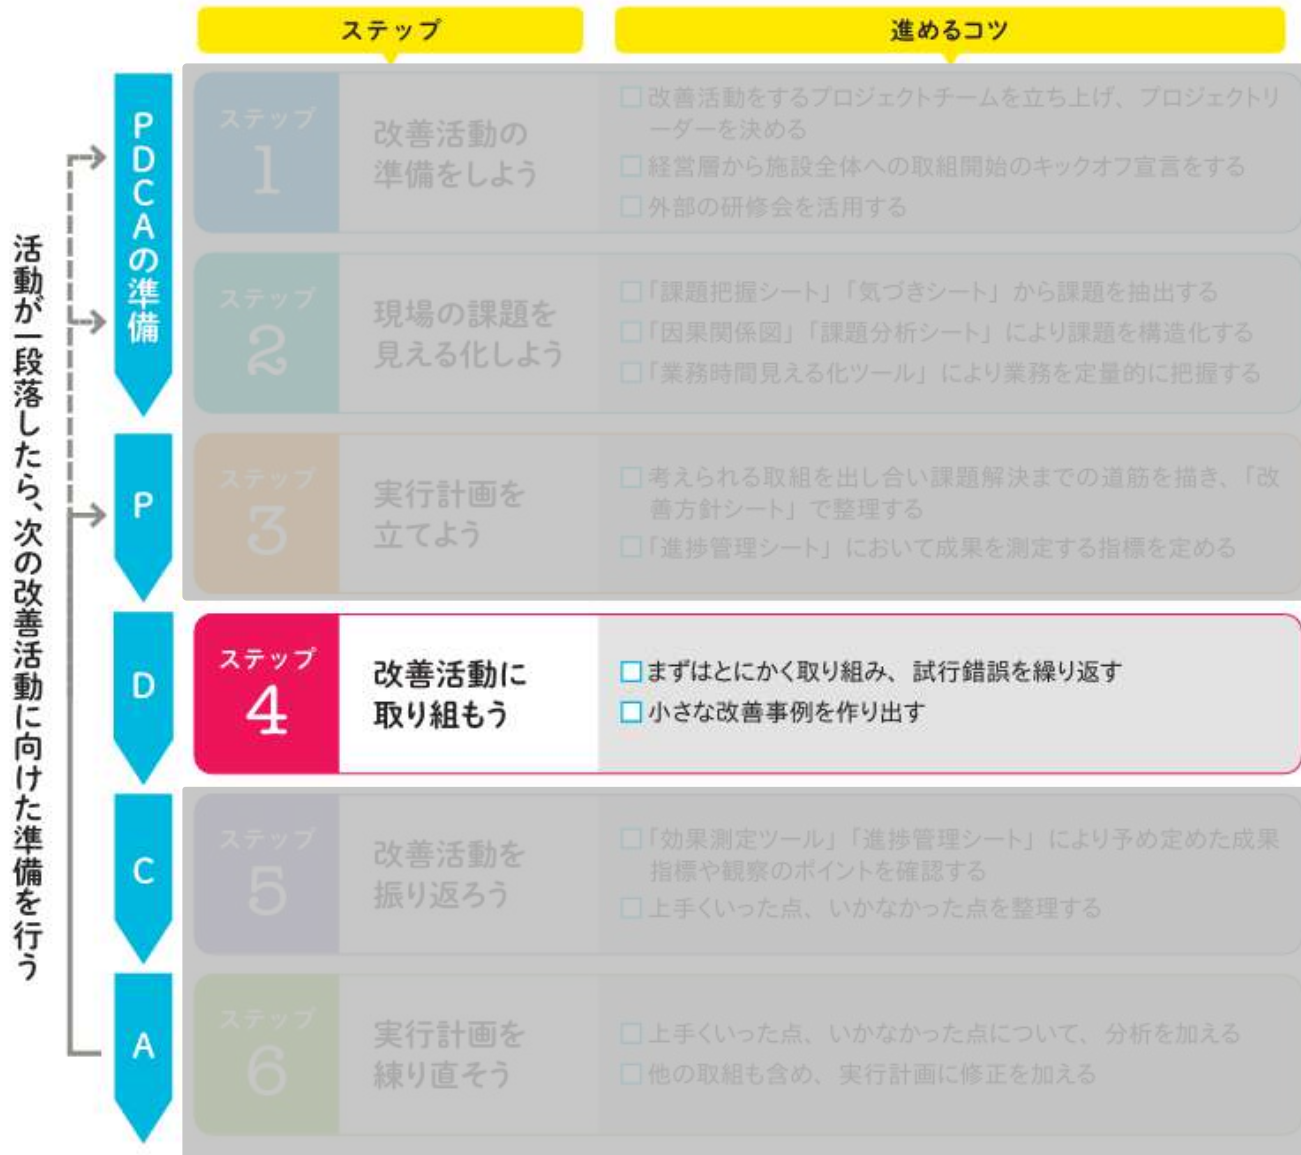 ステップ
進めるコツ
活動が一段落したら、次の改善活動に向けた準備を行う
PDCAの準備
ステップ
1
改善活動の
準備をしよう
□改善活動をするプロジェクトチームを立ち上げ、プロジェクトリ
ーダーを決める
□経営層から施設全体への取組開始のキックオフ宣言をする
□外部の研修会を活用する
ステップ
2
現場の課題を
見える化しよう
□「課題把握シート」「気づきシート」から課題を抽出する
□「因果関係図」「課題分析シート」により課題を構造化する
□「業務時間見える化ツール」により業務を定量的に把握する
P
ステップ
3
実行計画を
立てよう
□考えられる取組を出し合い課題解決までの道筋を描き、「改
善方針シート」で整理する
□「進捗管理シート」において成果を測定する指標を定める
D
ステップ
4
改善活動に
取り組もう
□まずはとにかく取り組み、試行錯誤を繰り返す
□小さな改善事例を作り出す
C
ステップ
5
改善活動を
振り返ろう
□「効果測定ツール」「進捗管理シート」により予め定めた成果
指標や観察のポイントを確認する
□上手くいった点、いかなかった点を整理する
A
ステップ
6
実行計画を
練り直そう
□上手くいった点、いかなかった点について、分析を加える
□他の取組も含め、実行計画に修正を加える